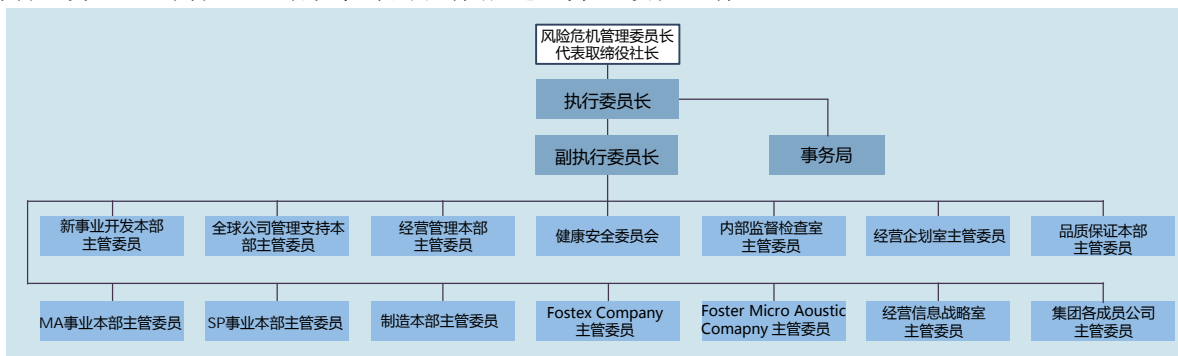 风险危机管理委员长
代表取缔役社长
执行委员长
副执行委员长
事务局
新事业开发本部
主管委员
全球公司管理支持本
部主管委员
经营管理本部
主管委员
健康安全委员会
内部监督检查室
主管委员
经营企划室主管委员
品质保证本部
主管委员
MA事业本部主管委员
SP事业本部主管委员
制造本部主管委员
Fostex Company
主管委员
Foster Micro Aoustic
Comapny 主管委员
经营信息战略室
主管委员
集团各成员公司
主管委员